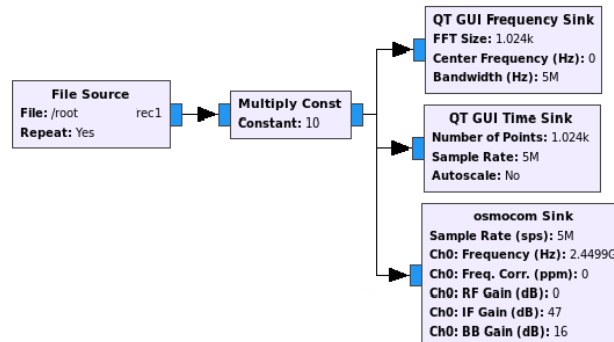 File Source
File: /root rec1
Repeat: Yes
Multiply Const
Constant: 10
QT GUI Frequency Sink
FFT Size: 1.024k
Center Frequency (Hz): 0
Bandwidth (Hz): 5M
QT GUI Time Sink
Number of Points: 1.024k
Sample Rate: 5M
Autoscale: No
osmocom Sink
Sample Rate (sps): 5M
Ch0: Frequency (Hz): 2.4499G
Ch0: Freq. Corr. (ppm): 0
Ch0: RF Gain (dB): 0
Ch0: IF Gain (dB): 47
Ch0: BB Gain (dB): 16